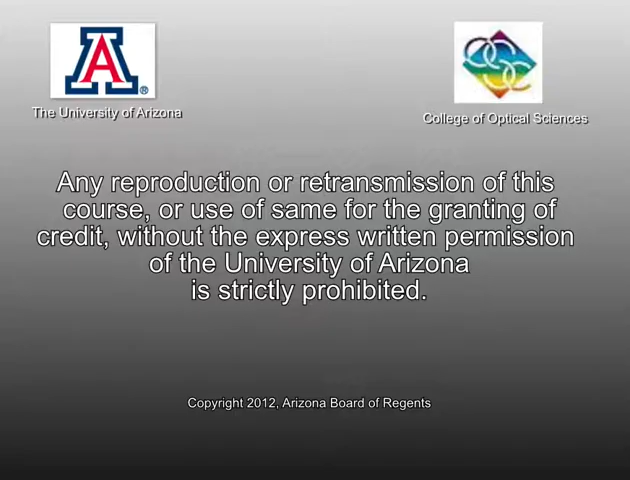 A®
The University of Arizona
College of Optical Sciences
Any reproduction or retransmission of this
course, or use of same for the granting of
credit, without the express written permission
of the University of Arizona
is strictly prohibited.
Copyright 2012, Arizona Board of Regents